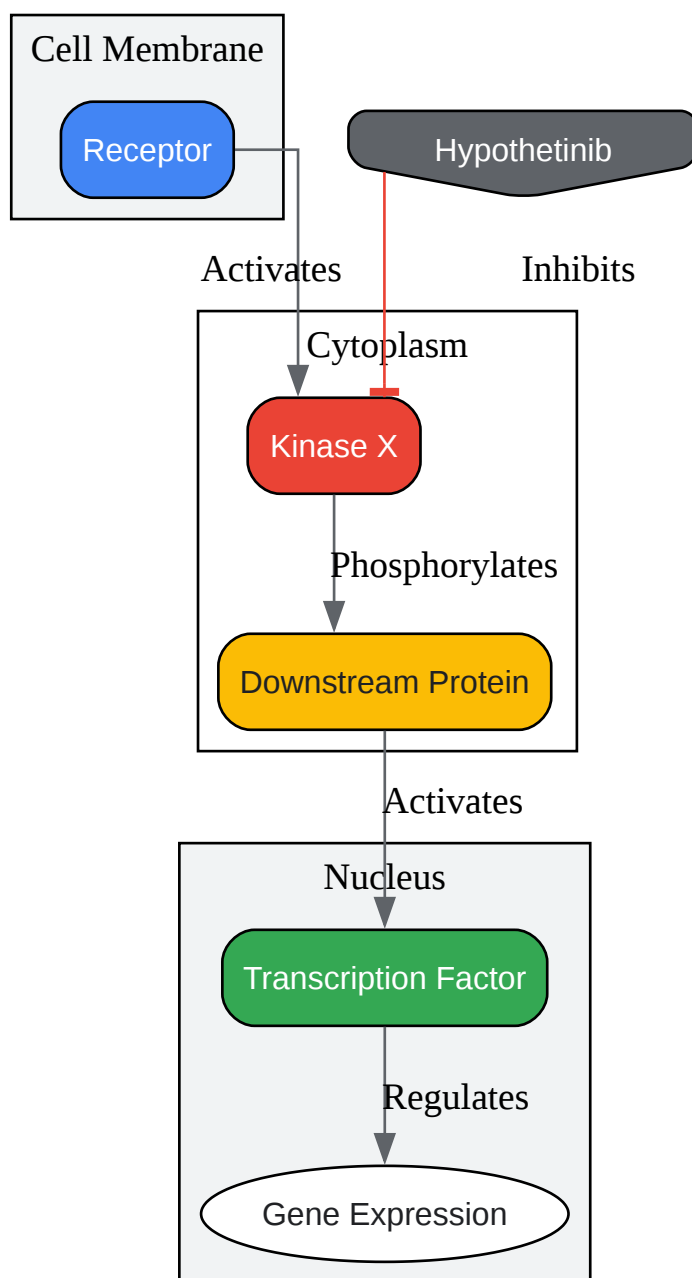 Cell Membrane
Receptor
Hypothetinib
Activates
Inhibits
Cytoplasm
Kinase X
Phosphorylates
Downstream Protein
Activates
Nucleus
Transcription Factor
Regulates
Gene Expression